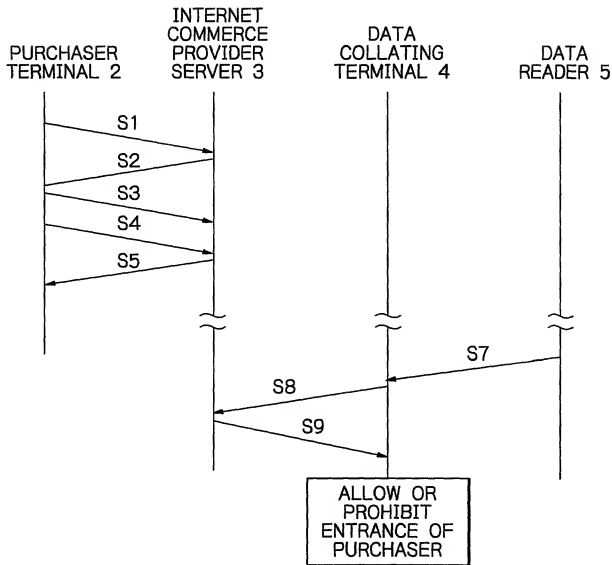 PURCHASER
TERMINAL 2
INTERNET
COMMERCE
PROVIDER
SERVER 3
DATA
COLLATING
TERMINAL 4
DATA
READER 5
S1
S2
S3
S4
S5
S7
S8
S9
ALLOW OR
PROHIBIT
ENTRANCE OF
PURCHASER